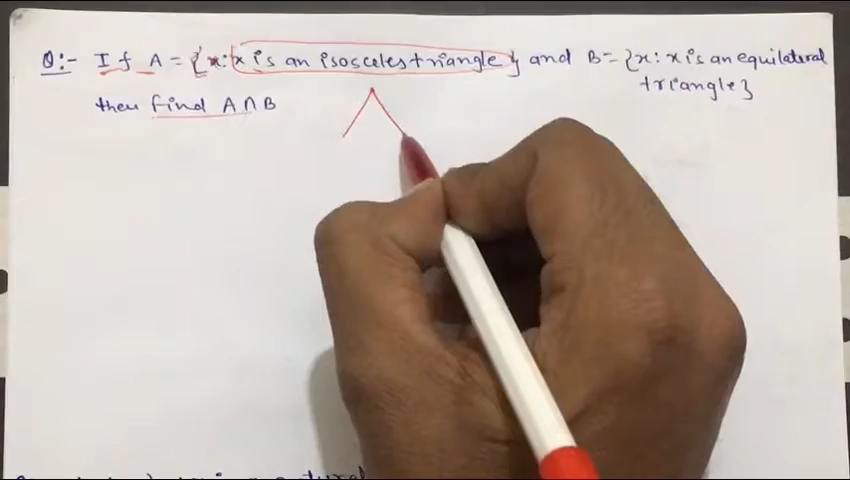 Q:- If A = {x: x is an isosceles triangle} and B = {x: x is an equilateral
triangle}
then find A∩B